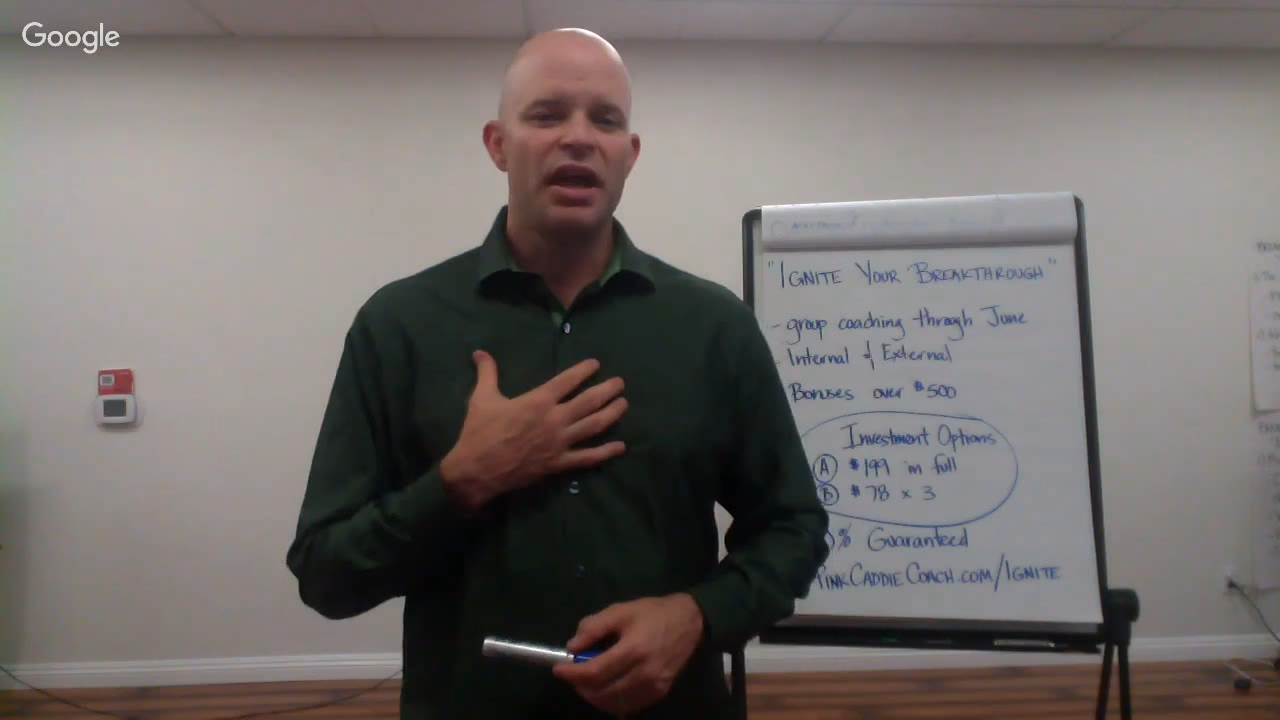 Google
"IGNITE YOUR BREAKTHROUGH"
- group coaching through June
- Internal & External
Bonuses over $500
Investment Options
A $199 in full
B $78 x 3
% Guaranteed
PINKCADDIECOACH.COM/IGNITE